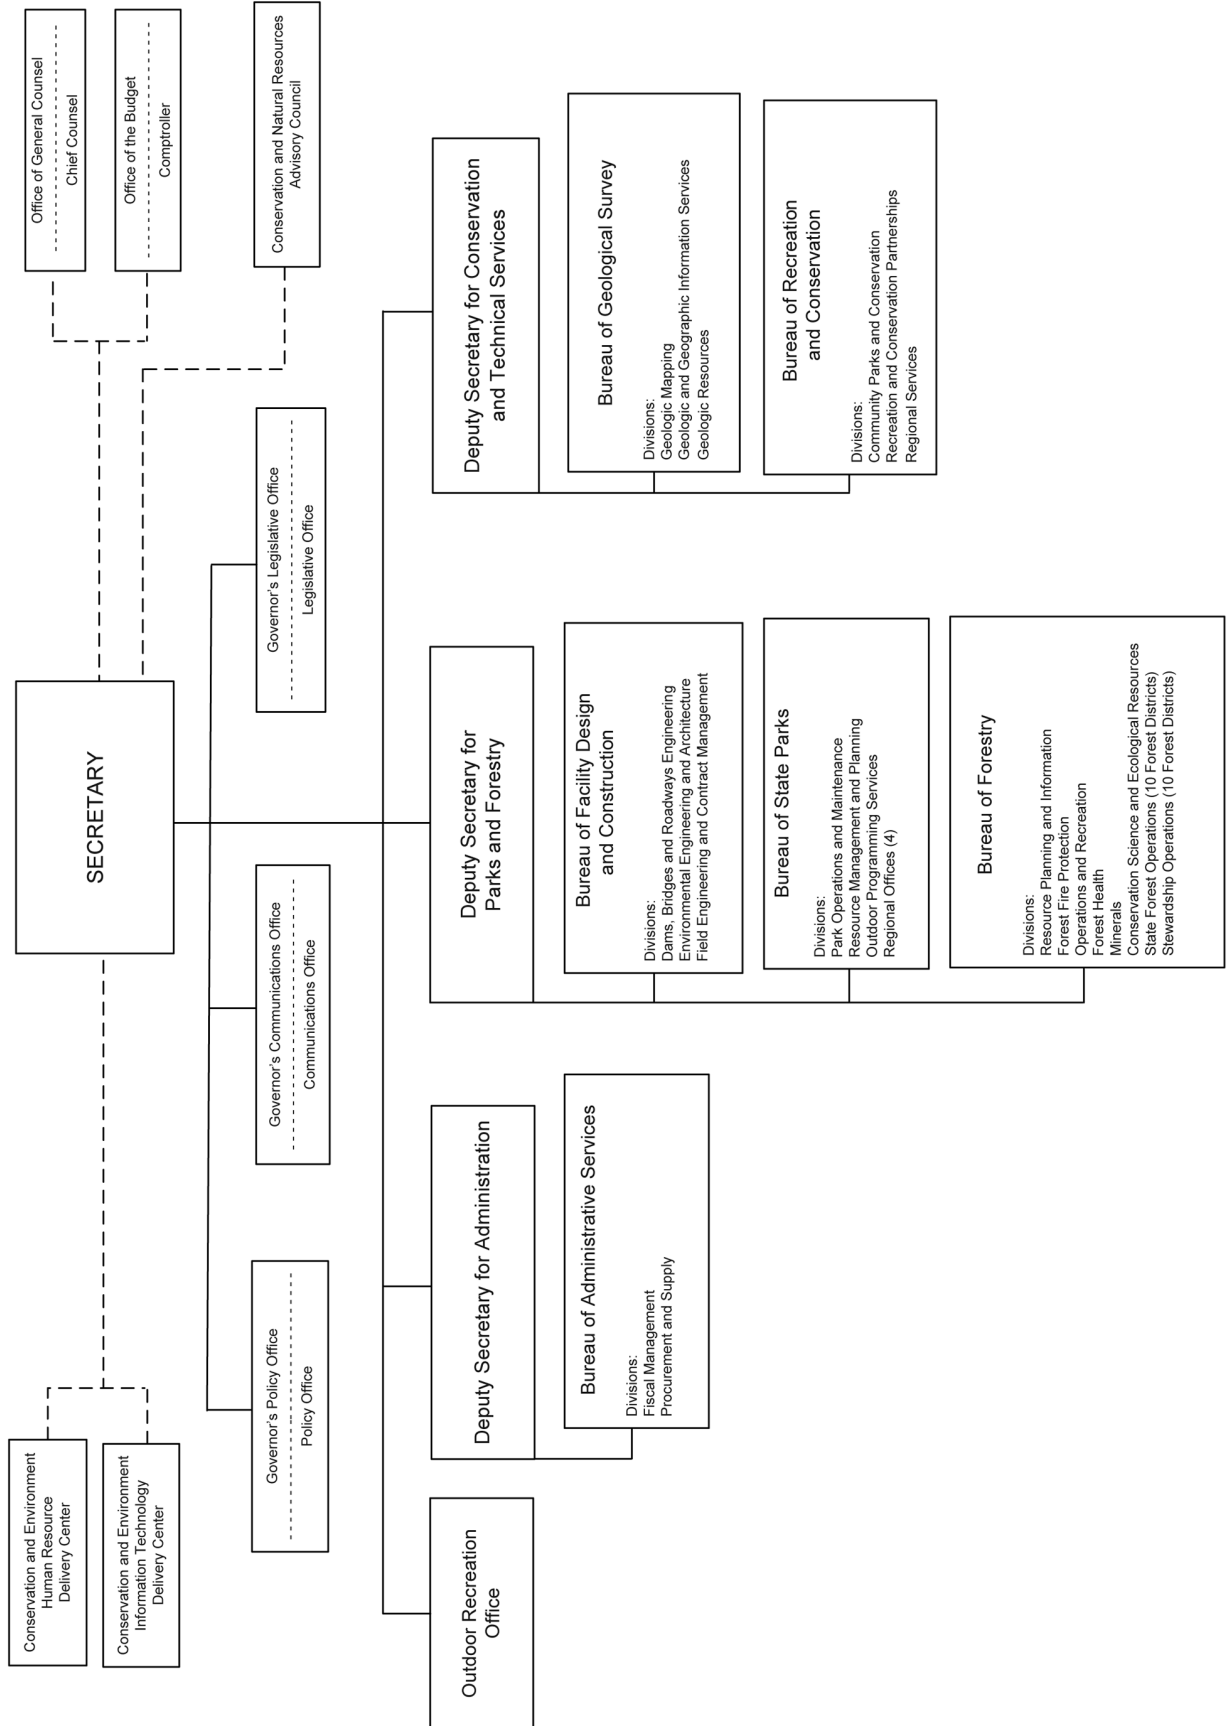 Conservation and Environment
Human Resource
Delivery Center
Conservation and Environment
Information Technology
Delivery Center
SECRETARY
Office of General Counsel
Chief Counsel
Office of the Budget
Comptroller
Conservation and Natural Resources
Advisory Council
Governor's Policy Office
Policy Office
Governor's Communications Office
Communications Office
Governor's Legislative Office
Legislative Office
Outdoor Recreation
Office
Deputy Secretary for Administration
Bureau of Administrative Services
Divisions:
Fiscal Management
Procurement and Supply
Deputy Secretary for
Parks and Forestry
Bureau of Facility Design
and Construction
Divisions:
Dams, Bridges and Roadways Engineering
Environmental Engineering and Architecture
Field Engineering and Contract Management
Bureau of State Parks
Divisions:
Park Operations and Maintenance
Resource Management and Planning
Outdoor Programming Services
Regional Offices (4)
Bureau of Forestry
Divisions:
Resource Planning and Information
Forest Fire Protection
Operations and Recreation
Forest Health
Minerals
Conservation Science and Ecological Resources
State Forest Operations (10 Forest Districts)
Stewardship Operations (10 Forest Districts)
Deputy Secretary for Conservation
and Technical Services
Bureau of Geological Survey
Divisions:
Geologic Mapping
Geologic and Geographic Information Services
Geologic Resources
Bureau of Recreation
and Conservation
Divisions:
Community Parks and Conservation
Recreation and Conservation Partnerships
Regional Services